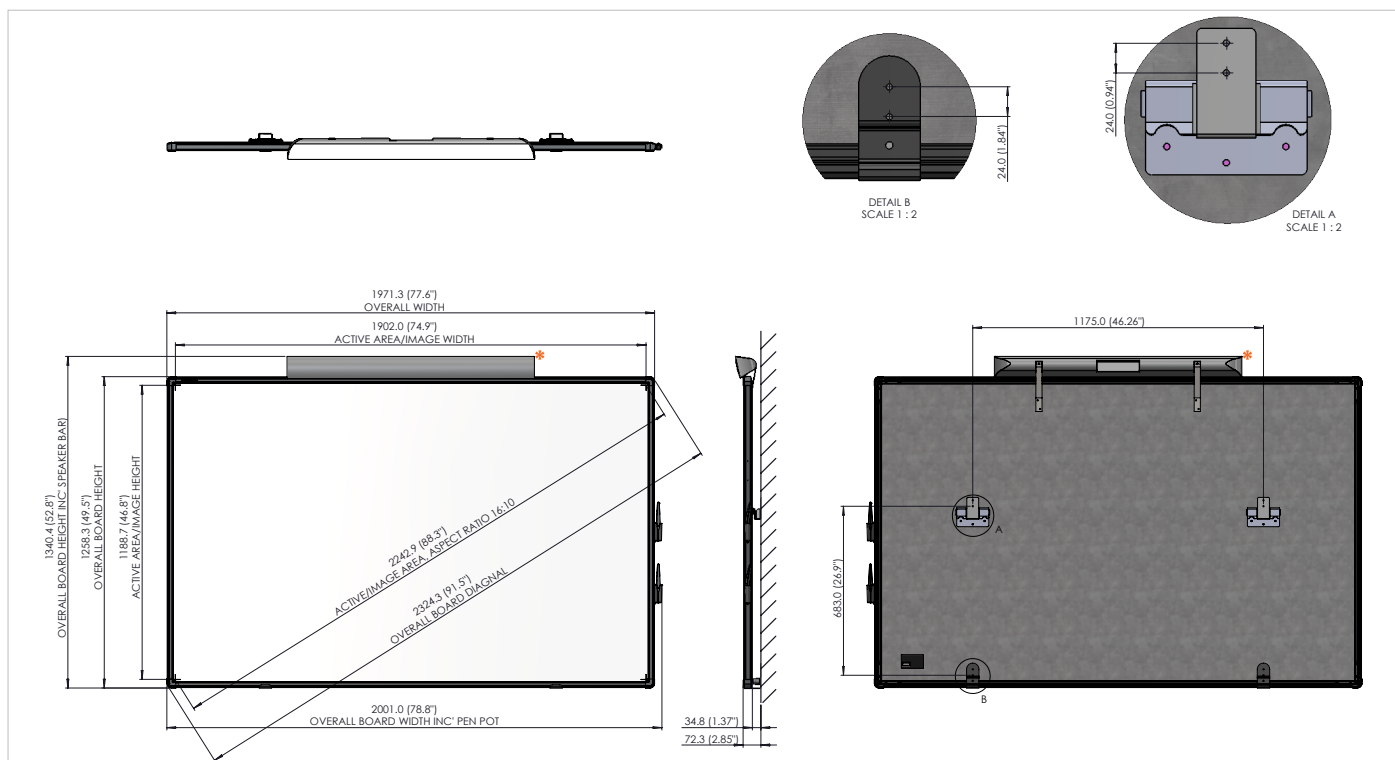 24.0 (1.84")
DETAIL B
SCALE 1 : 2
24.0 (0.94")
DETAIL A
SCALE 1 : 2
1971.3 (77.6")
OVERALL WIDTH
1902.0 (74.9")
ACTIVE AREA/IMAGE WIDTH
*
1340.4 (52.8")
OVERALL BOARD HEIGHT INC' SPEAKER BAR)
1258.3 (49.5")
OVERALL BOARD HEIGHT
1188.7 (46.8")
ACTIVE AREA/IMAGE HEIGHT
2242.9 (88.3")
ACTIVE/IMAGE AREA, ASPECT RATIO 16:10
2324.3 (91.5")
OVERALL BOARD DIAGNAL
2001.0 (78.8")
OVERALL BOARD WIDTH INC' PEN POT
34.8 (1.37")
72.3 (2.85")
1175.0 (46.26")
*
683.0 (26.9")
A
B